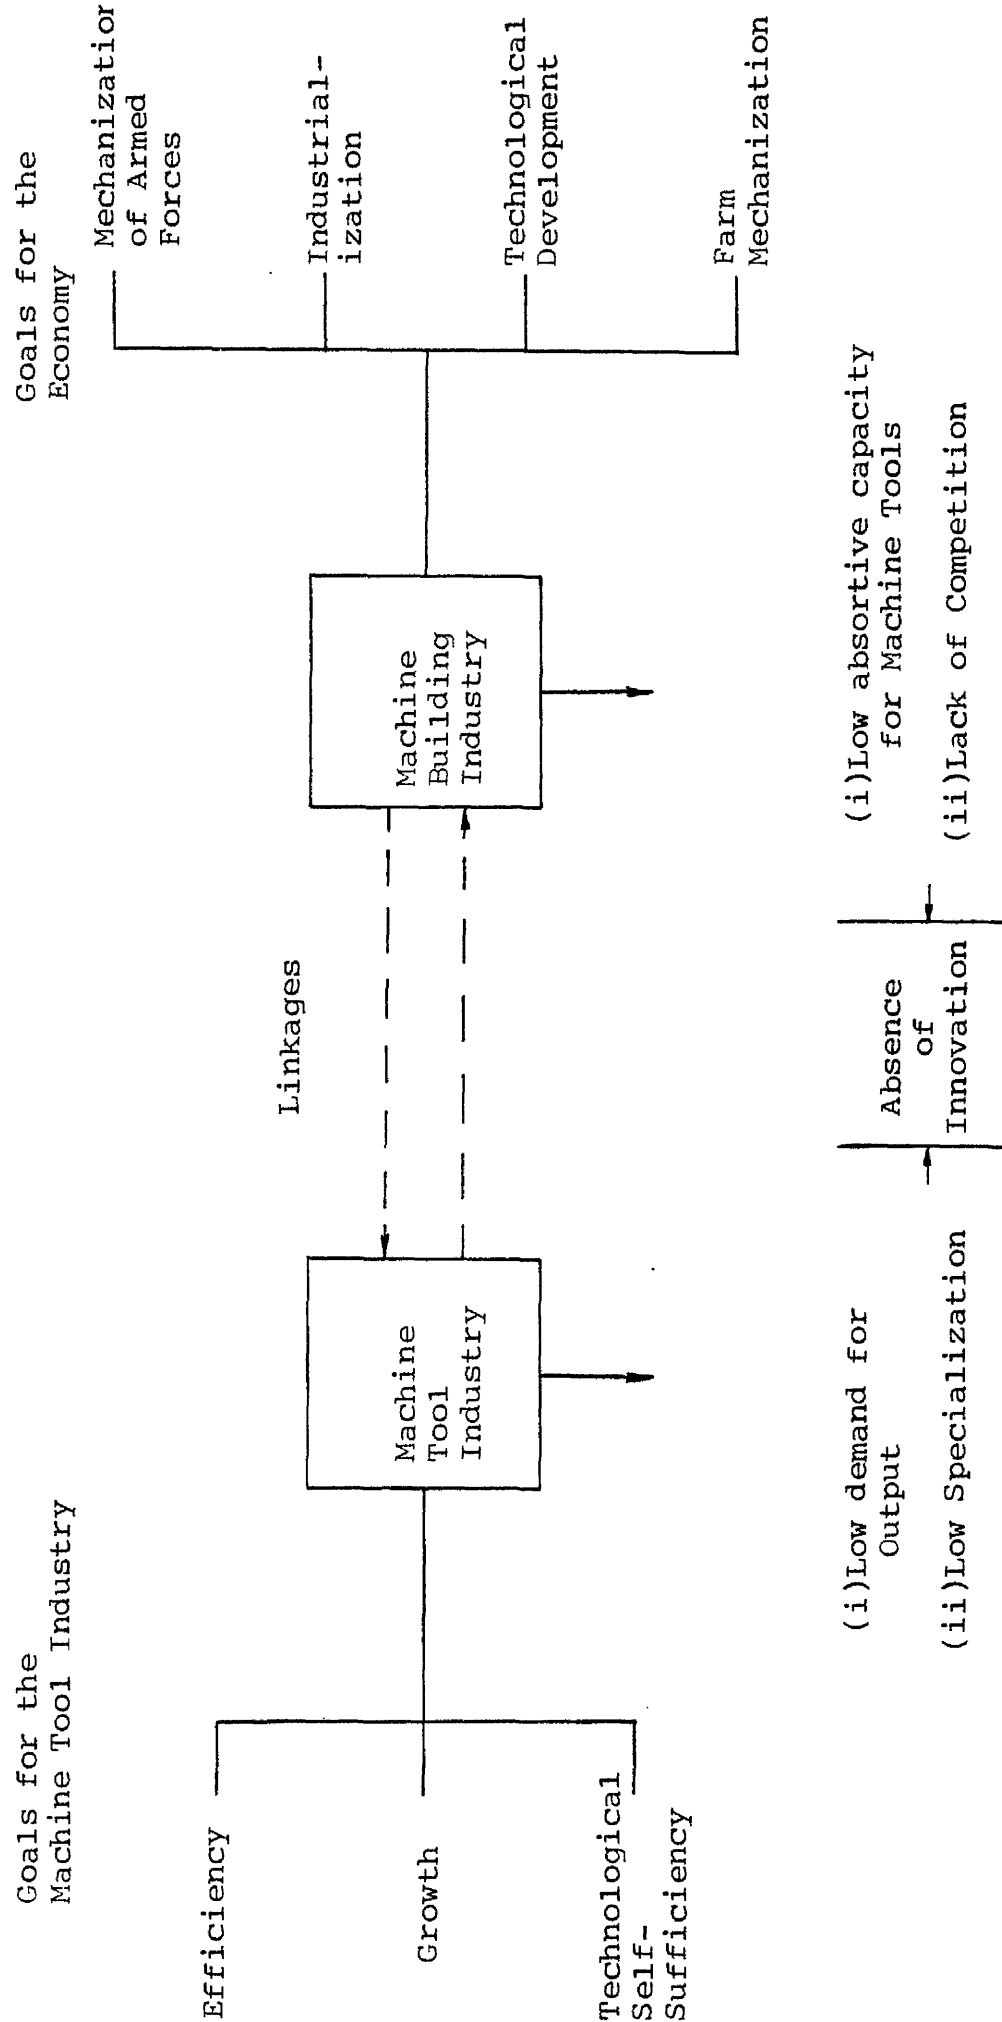 Goals for the
Machine Tool Industry
Efficiency
Growth
Technological
Self-
Sufficiency
Machine
Tool
Industry
Linkages
Machine
Building
Industry
Goals for the
Economy
Mechanization
of Armed
Forces
Industrial-
ization
Technological
Development
Farm
Mechanization
(i)Low demand for
Output
(ii)Low Specialization
Absence
of
Innovation
(i)Low absortive capacity
for Machine Tools
(ii)Lack of Competition